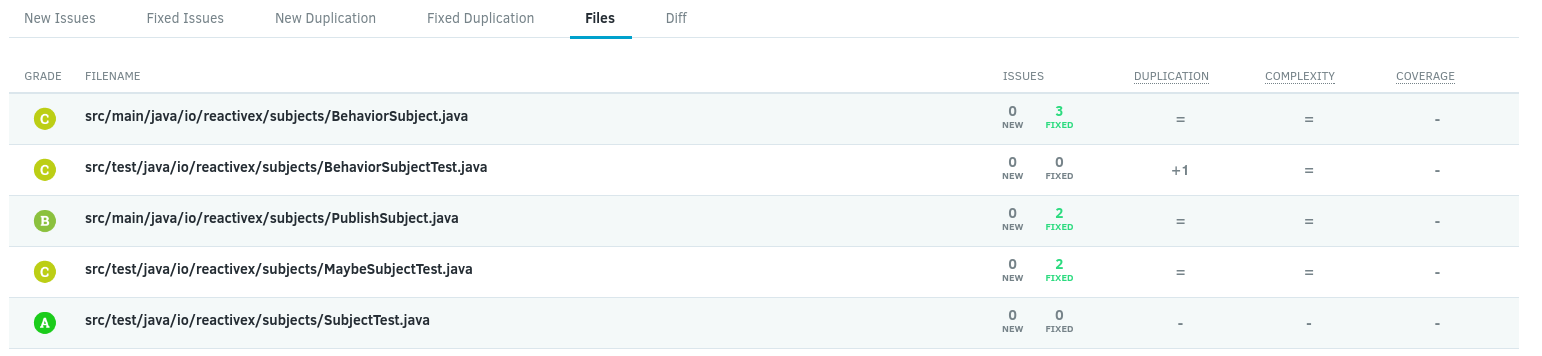 New Issues Fixed Issues New Duplication Fixed Duplication Files Diff
GRADE FILENAME ISSUES DUPLICATION COMPLEXITY COVERAGE
C src/main/java/io/reactivex/subjects/BehaviorSubject.java 0 NEW 3 FIXED = = -
C src/test/java/io/reactivex/subjects/BehaviorSubjectTest.java 0 NEW 0 FIXED +1 = -
B src/main/java/io/reactivex/subjects/PublishSubject.java 0 NEW 2 FIXED = = -
C src/test/java/io/reactivex/subjects/MaybeSubjectTest.java 0 NEW 2 FIXED = = -
A src/test/java/io/reactivex/subjects/SubjectTest.java 0 NEW 0 FIXED - - -